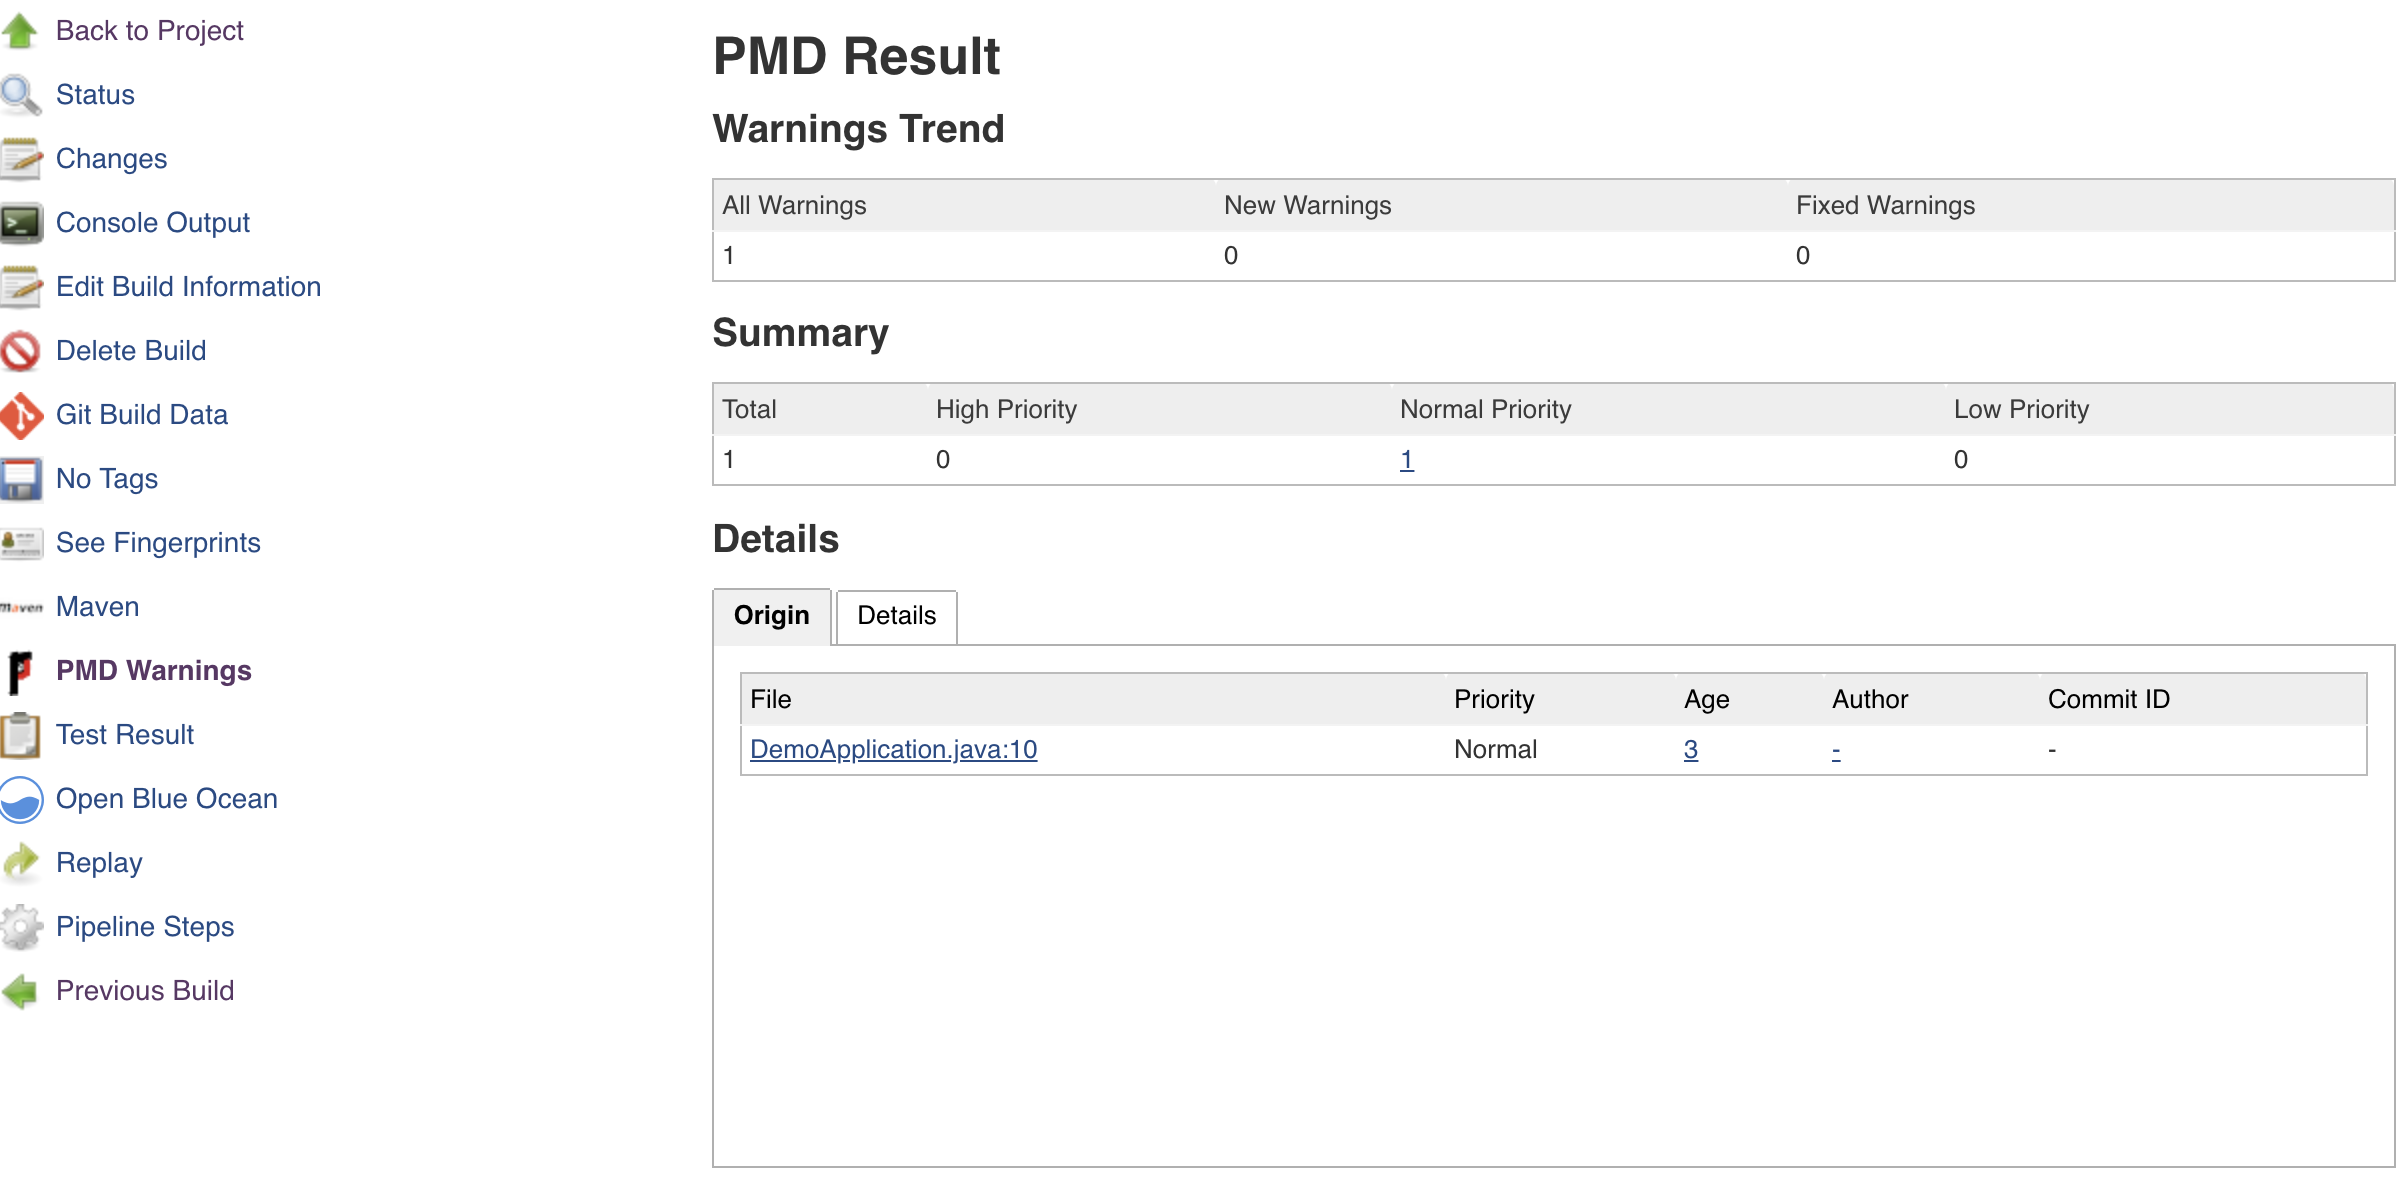 Back to Project
Status
Changes
Console Output
Edit Build Information
Delete Build
Git Build Data
No Tags
See Fingerprints
maven Maven
PMD Warnings
Test Result
Open Blue Ocean
Replay
Pipeline Steps
Previous Build
PMD Result
Warnings Trend
All Warnings New Warnings Fixed Warnings
1 0 0
Summary
Total High Priority Normal Priority Low Priority
1 0 1 0
Details
Origin Details
File Priority Age Author Commit ID
DemoApplication.java:10 Normal 3 - -